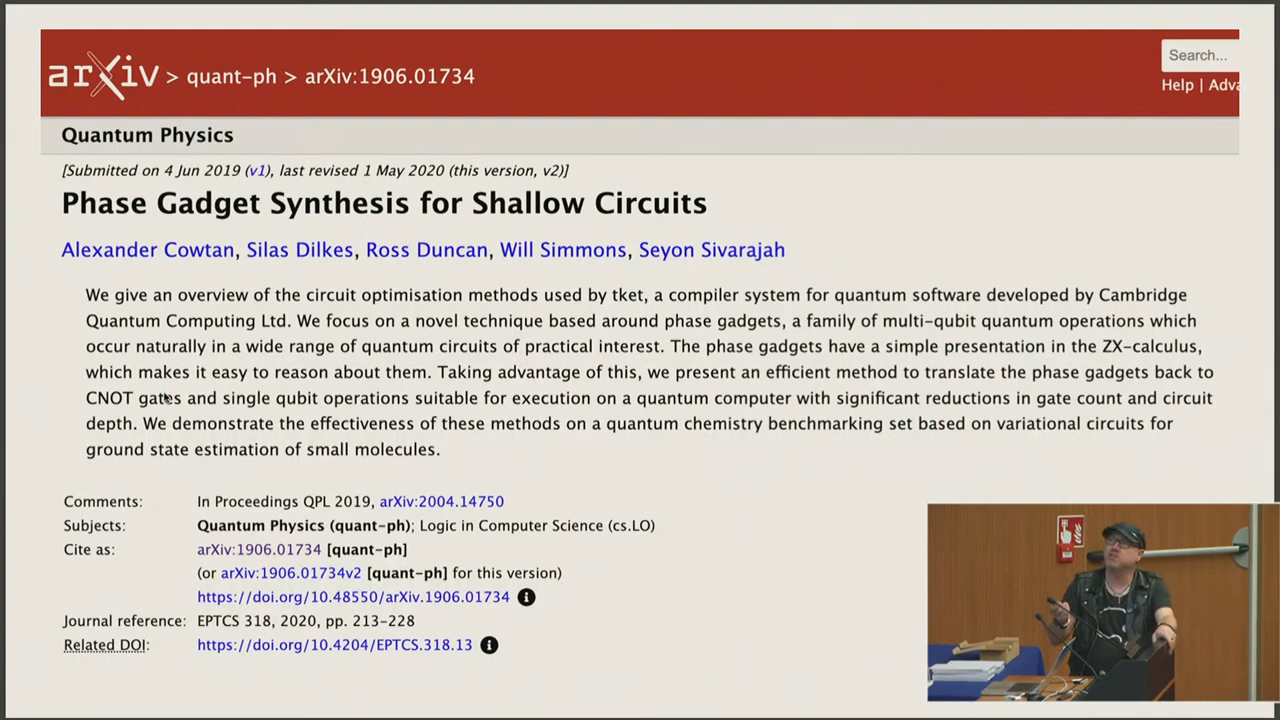 arXiv > quant-ph > arXiv:1906.01734
Search...
Help | Adva
Quantum Physics
[Submitted on 4 Jun 2019 (v1), last revised 1 May 2020 (this version, v2)]
Phase Gadget Synthesis for Shallow Circuits
Alexander Cowtan, Silas Dilkes, Ross Duncan, Will Simmons, Seyon Sivarajah
We give an overview of the circuit optimisation methods used by tket, a compiler system for quantum software developed by Cambridge
Quantum Computing Ltd. We focus on a novel technique based around phase gadgets, a family of multi-qubit quantum operations which
occur naturally in a wide range of quantum circuits of practical interest. The phase gadgets have a simple presentation in the ZX-calculus,
which makes it easy to reason about them. Taking advantage of this, we present an efficient method to translate the phase gadgets back to
CNOT gates and single qubit operations suitable for execution on a quantum computer with significant reductions in gate count and circuit
depth. We demonstrate the effectiveness of these methods on a quantum chemistry benchmarking set based on variational circuits for
ground state estimation of small molecules.
Comments: In Proceedings QPL 2019, arXiv:2004.14750
Subjects: Quantum Physics (quant-ph); Logic in Computer Science (cs.LO)
Cite as: arXiv:1906.01734 [quant-ph]
(or arXiv:1906.01734v2 [quant-ph] for this version)
https://doi.org/10.48550/arXiv.1906.01734
Journal reference: EPTCS 318, 2020, pp. 213-228
Related DOI: https://doi.org/10.4204/EPTCS.318.13